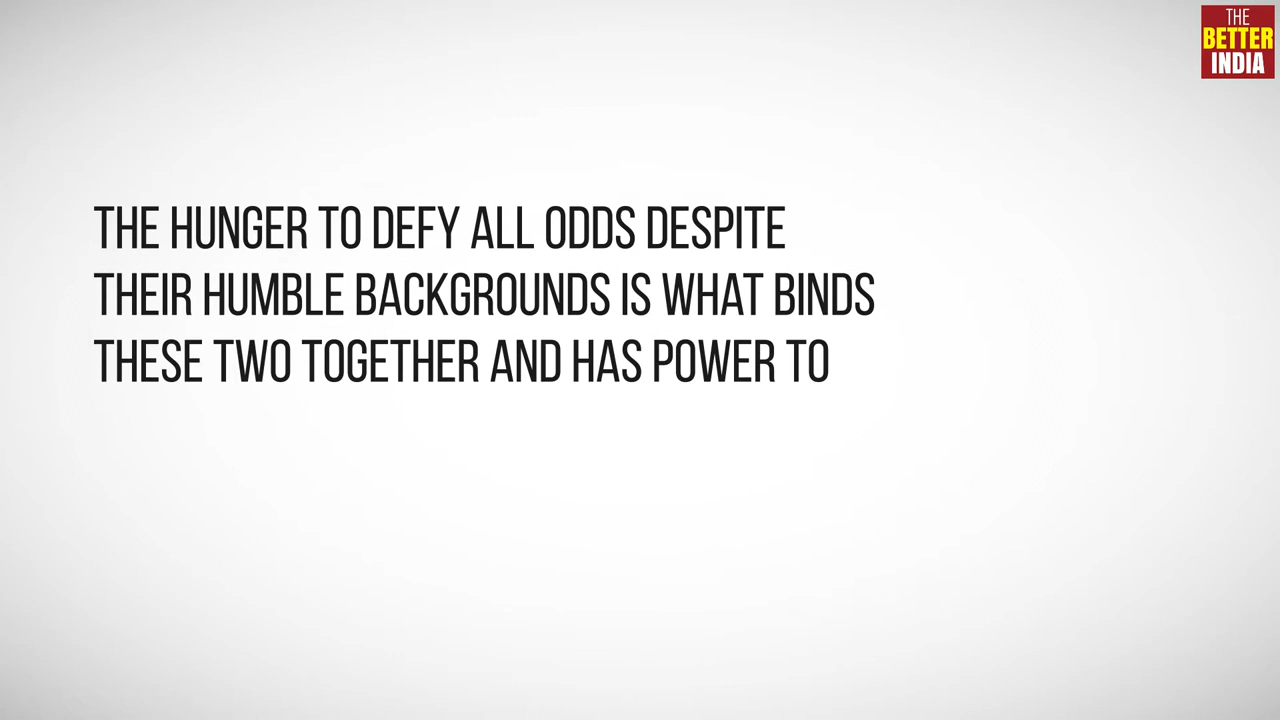 THE
BETTER
INDIA
THE HUNGER TO DEFY ALL ODDS DESPITE
THEIR HUMBLE BACKGROUNDS IS WHAT BINDS
THESE TWO TOGETHER AND HAS POWER TO